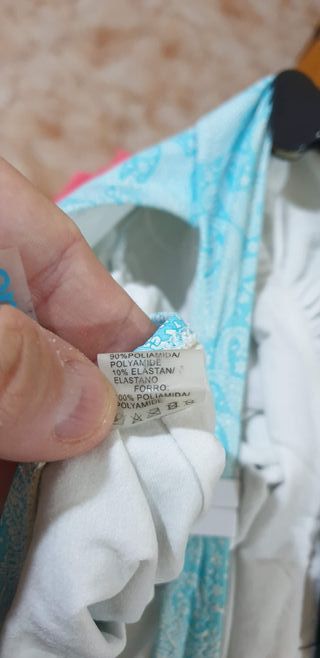 90%POLIAMIDA/
POLYAMIDE
10% ELASTAN/
ELASTANO
FORRO:
100% POLIAMIDA/
POLYAMIDE